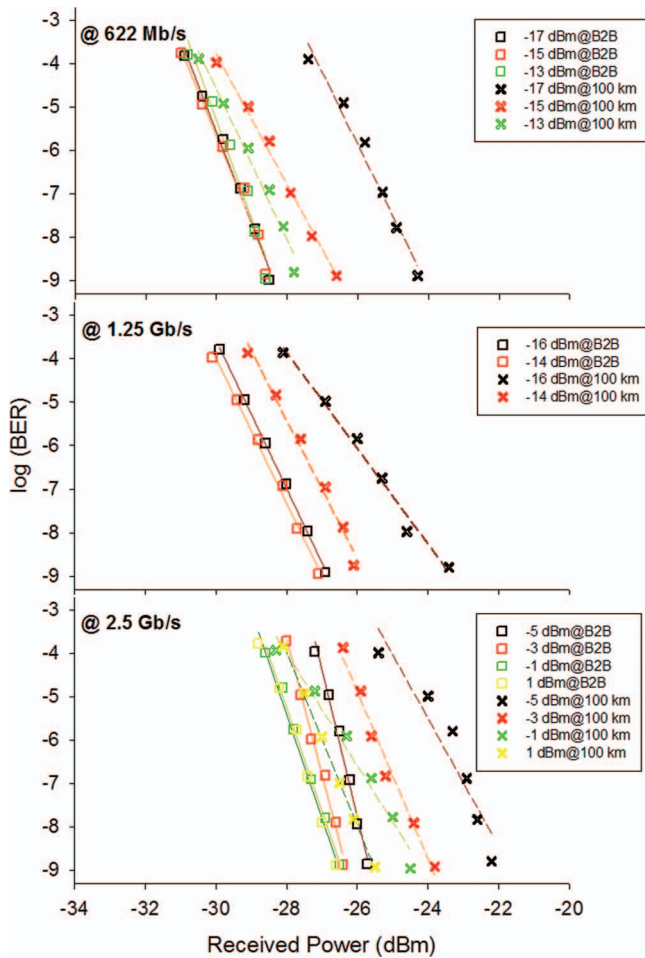 -3
@ 622 Mb/s
-4
-5
-6
-7
-8
-9
-17 dBm@B2B
-15 dBm@B2B
-13 dBm@B2B
-17 dBm@100 km
-15 dBm@100 km
-13 dBm@100 km
-3
@ 1.25 Gb/s
-4
-5
-6
-7
-8
-9
-16 dBm@B2B
-14 dBm@B2B
-16 dBm@100 km
-14 dBm@100 km
log (BER)
@ 2.5 Gb/s
-3
-4
-5
-6
-7
-8
-9
-5 dBm@B2B
-3 dBm@B2B
-1 dBm@B2B
1 dBm@B2B
-5 dBm@100 km
-3 dBm@100 km
-1 dBm@100 km
1 dBm@100 km
-34 -32 -30 -28 -26 -24 -22 -20
Received Power (dBm)